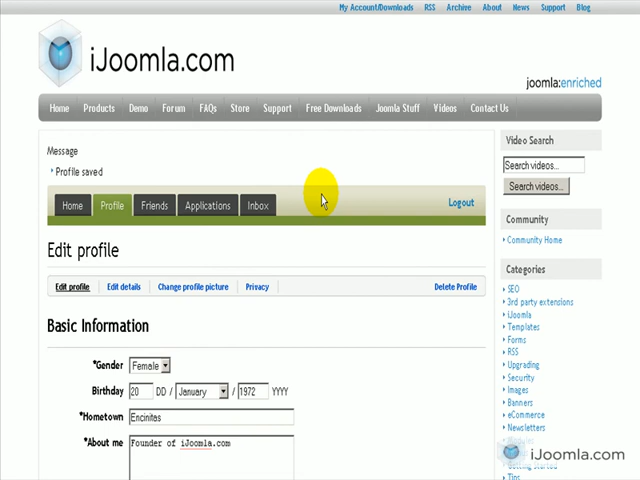 My Account/Downloads RSS Archive About News Support Blog
iJoomla.com
joomla:enriched
Home Products Demo Forum FAQs Store Support Free Downloads Joomla Stuff Videos Contact Us
Message
Profile saved
Home Profile Friends Applications Inbox Logout
Edit profile
Edit profile Edit details Change profile picture Privacy Delete Profile
Basic Information
*Gender Female
Birthday 20 DD / January / 1972 YYYY
*Hometown Encinitas
*About me Founder of iJoomla.com
Video Search
Search videos...
Search videos...
Community
Community Home
Categories
SEO
3rd party extensions
iJoomla
Templates
Forms
RSS
Upgrading
Security
Images
Banners
eCommerce
Newsletters
iJoomla.com
Tips